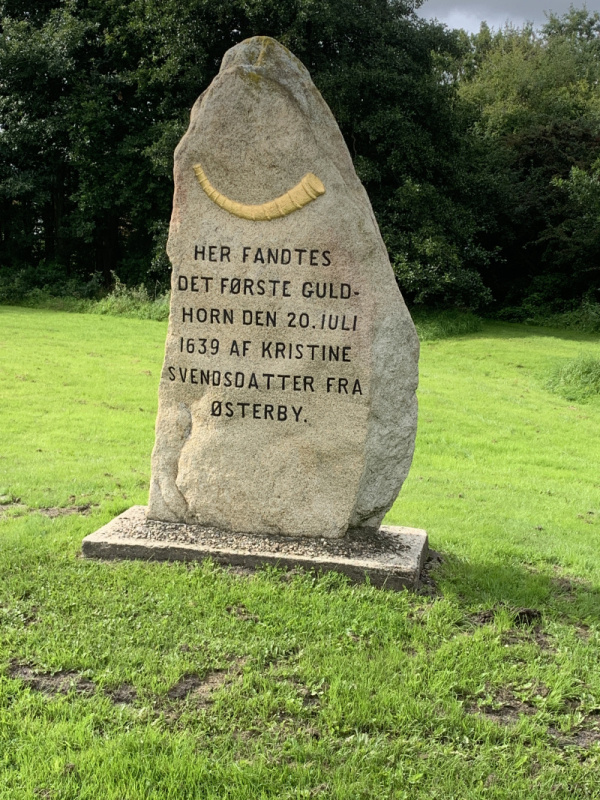 HER FANDTES
DET FØRSTE GULD-
HORN DEN 20. IULI
1639 AF KRISTINE
SVENDSDATTER FRA
ØSTERBY.